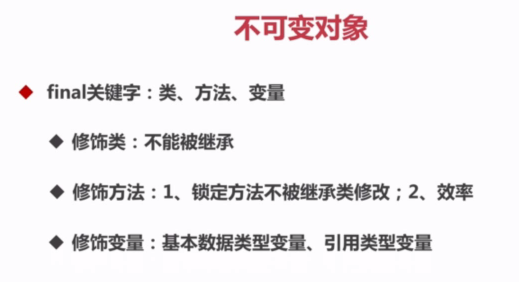 不可变对象
final关键字：类、方法、变量
修饰类：不能被继承
修饰方法：1、锁定方法不被继承类修改；2、效率
修饰变量：基本数据类型变量、引用类型变量